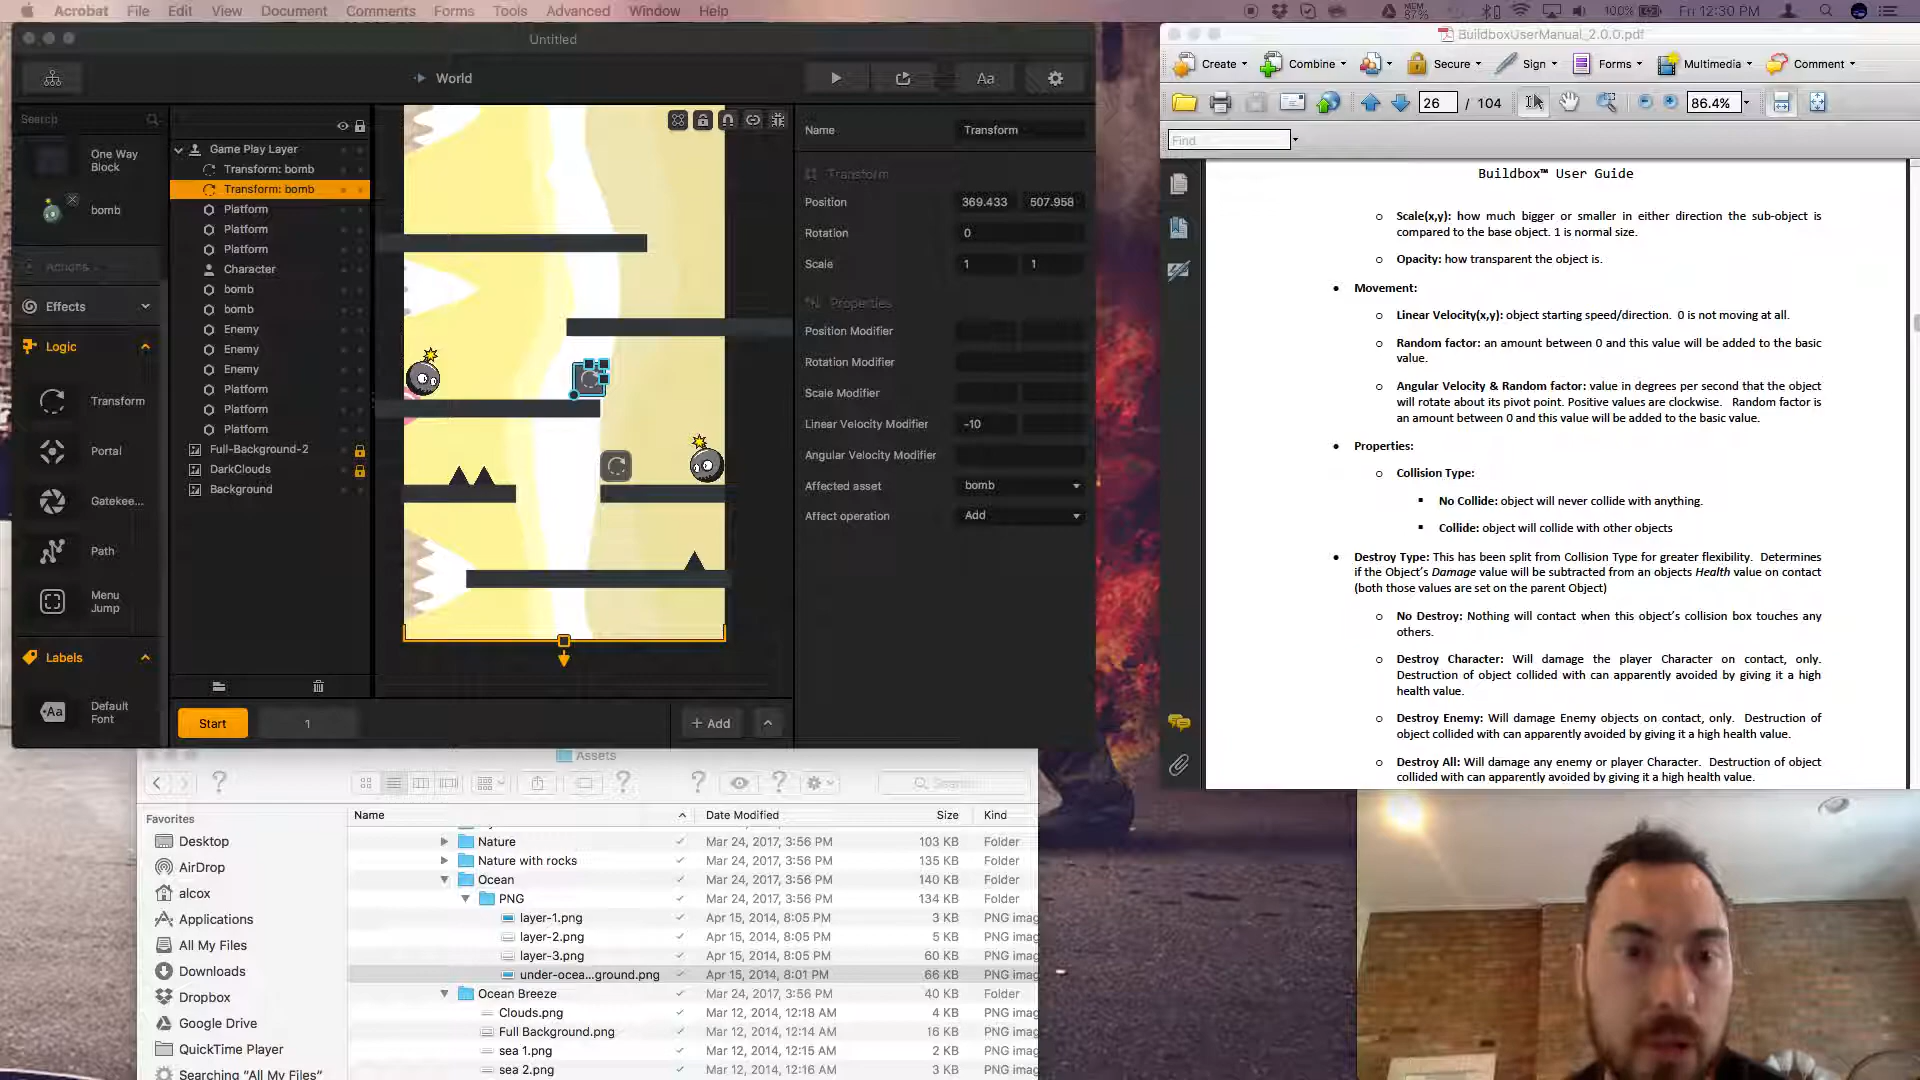 Acrobat File Edit View Document Comments Forms Tools Advanced Window Help
MEM 87% 100% Fri 12:30 PM
Untitled
World
Aa
Search
One Way Block
bomb
Actions
Effects
Logic
Transform
Portal
Gatekee...
Path
Menu Jump
Labels
Aa Default Font
Game Play Layer
Transform: bomb
Transform: bomb
Platform
Platform
Platform
Character
bomb
bomb
Enemy
Enemy
Enemy
Platform
Platform
Platform
Full-Background-2
DarkClouds
Background
Start 1 + Add
Name Transform
Transform
Position 369.433 507.958
Rotation 0
Scale 1 1
Properties
Position Modifier
Rotation Modifier
Scale Modifier
Linear Velocity Modifier -10
Angular Velocity Modifier
Affected asset bomb
Affect operation Add
BuildboxUserManual_2.0.0.pdf
Create Combine Secure Sign Forms Multimedia Comment
26 / 104 86.4%
Find
Buildbox™ User Guide
o Scale(x,y): how much bigger or smaller in either direction the sub-object is
compared to the base object. 1 is normal size.
o Opacity: how transparent the object is.
• Movement:
o Linear Velocity(x,y): object starting speed/direction. 0 is not moving at all.
o Random factor: an amount between 0 and this value will be added to the basic
value.
o Angular Velocity & Random factor: value in degrees per second that the object
will rotate about its pivot point. Positive values are clockwise. Random factor is
an amount between 0 and this value will be added to the basic value.
• Properties:
o Collision Type:
▪ No Collide: object will never collide with anything.
▪ Collide: object will collide with other objects
• Destroy Type: This has been split from Collision Type for greater flexibility. Determines
if the Object's Damage value will be subtracted from an objects Health value on contact
(both those values are set on the parent Object)
o No Destroy: Nothing will contact when this object's collision box touches any
others.
o Destroy Character: Will damage the player Character on contact, only.
Destruction of object collided with can apparently avoided by giving it a high
health value.
o Destroy Enemy: Will damage Enemy objects on contact, only. Destruction of
object collided with can apparently avoided by giving it a high health value.
o Destroy All: Will damage any enemy or player Character. Destruction of object
collided with can apparently avoided by giving it a high health value.
Assets
Search
Favorites
Desktop
AirDrop
alcox
Applications
All My Files
Downloads
Dropbox
Google Drive
QuickTime Player
Searching "All My Files"
Name Date Modified Size Kind
Nature Mar 24, 2017, 3:56 PM 103 KB Folder
Nature with rocks Mar 24, 2017, 3:56 PM 135 KB Folder
Ocean Mar 24, 2017, 3:56 PM 140 KB Folder
PNG Mar 24, 2017, 3:56 PM 134 KB Folder
layer-1.png Apr 15, 2014, 8:05 PM 3 KB PNG imag
layer-2.png Apr 15, 2014, 8:05 PM 5 KB PNG imag
layer-3.png Apr 15, 2014, 8:05 PM 60 KB PNG imag
under-ocea...ground.png Apr 15, 2014, 8:01 PM 66 KB PNG imag
Ocean Breeze Mar 24, 2017, 3:56 PM 40 KB Folder
Clouds.png Mar 12, 2014, 12:18 AM 4 KB PNG imag
Full Background.png Mar 12, 2014, 12:14 AM 16 KB PNG imag
sea 1.png Mar 12, 2014, 12:15 AM 2 KB PNG imag
sea 2.png Mar 12, 2014, 12:16 AM 3 KB PNG imag